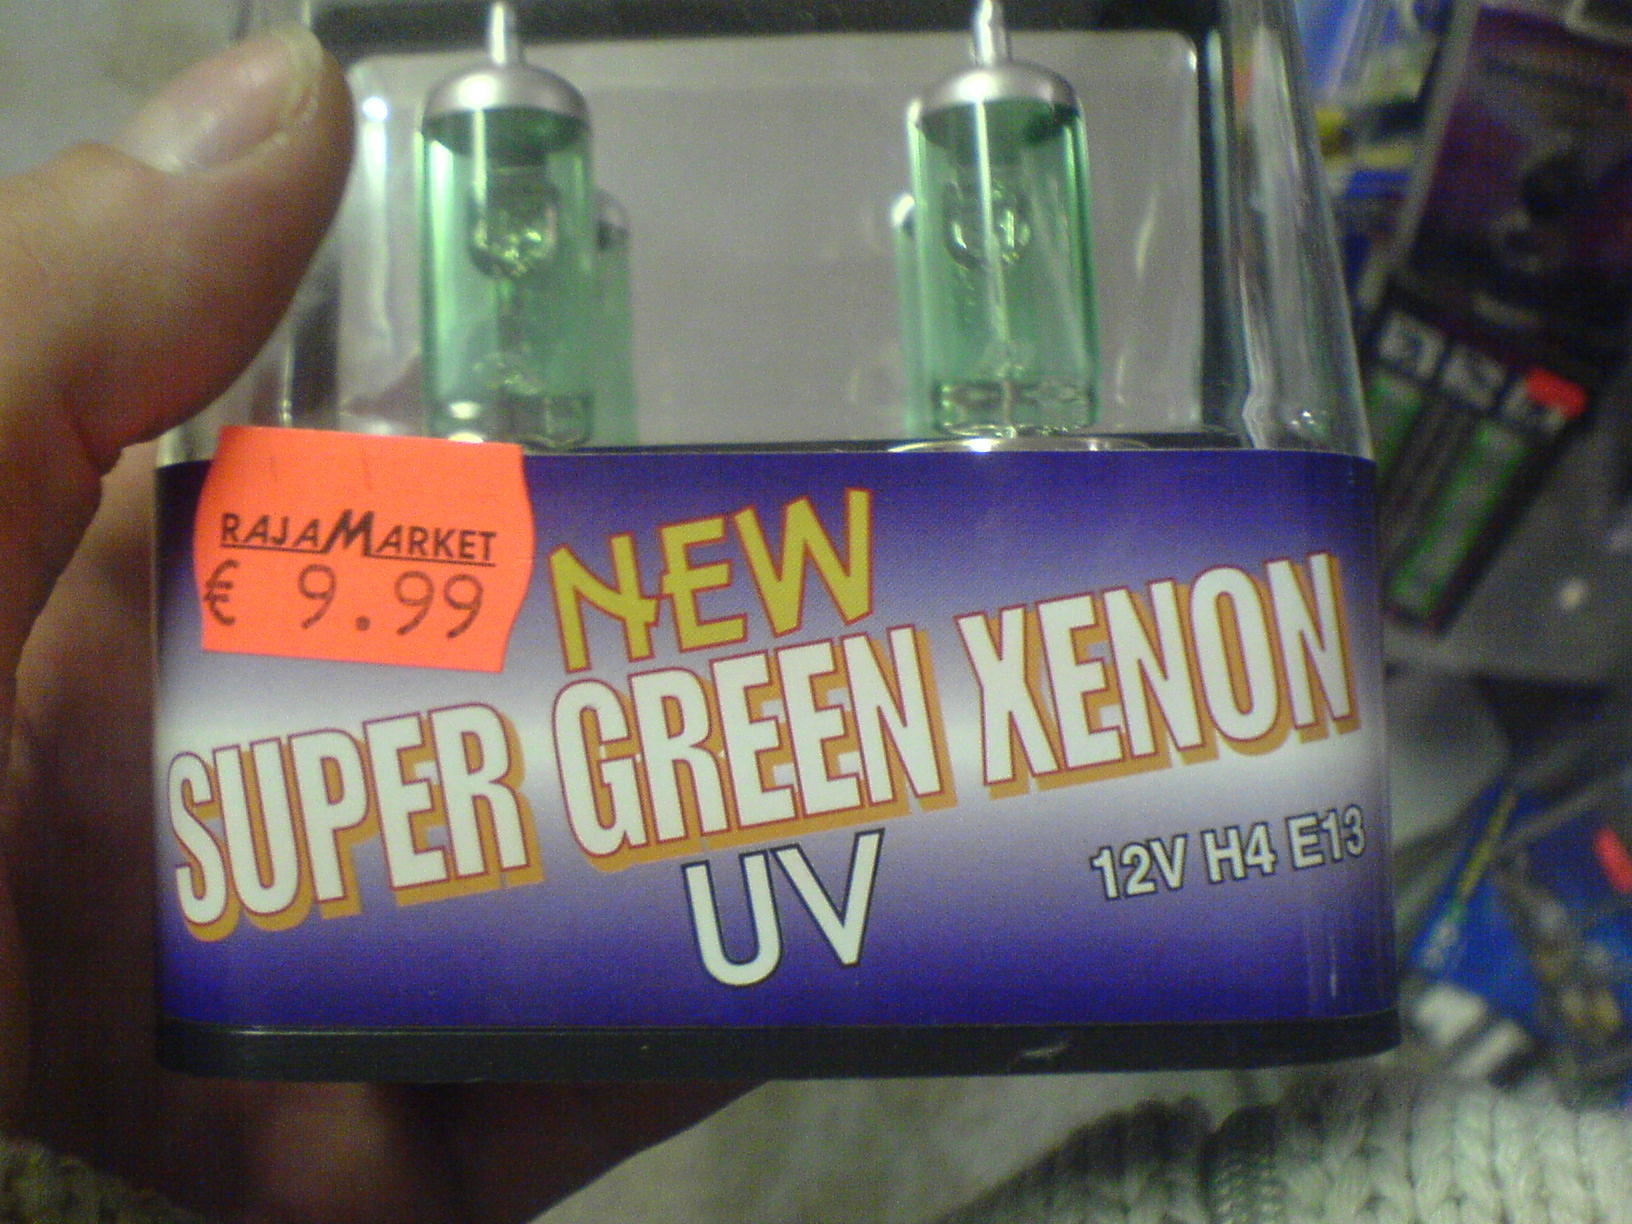 RAJAMARKET
€ 9.99
NEW
SUPER GREEN XENON
UV
12V H4 E13